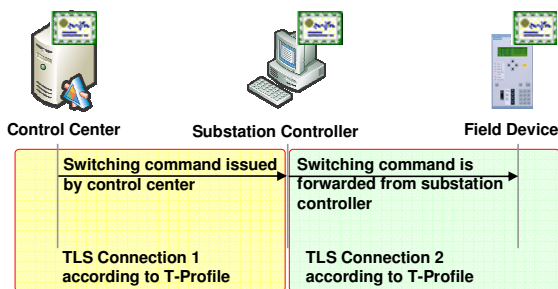 Control Center
Substation Controller
Field Device
Switching command issued
by control center
Switching command is
forwarded from substation
controller
TLS Connection 1
according to T-Profile
TLS Connection 2
according to T-Profile